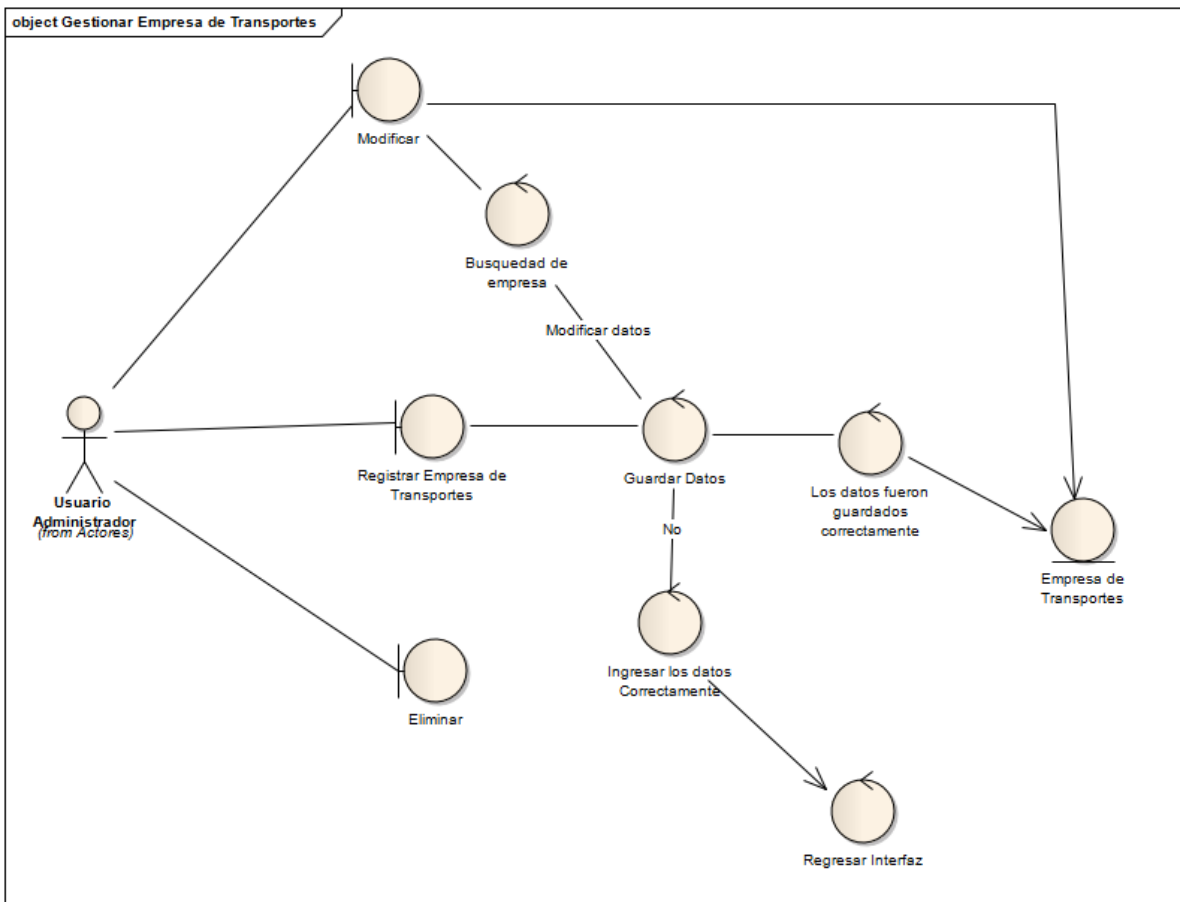 object Gestionar Empresa de Transportes
Modificar
Busquedad de
empresa
Modificar datos
Registrar Empresa de
Transportes
Guardar Datos
Los datos fueron
guardados
correctamente
Usuario
Administrador
(from Actores)
No
Empresa de
Transportes
Ingresar los datos
Correctamente
Eliminar
Regresar Interfaz